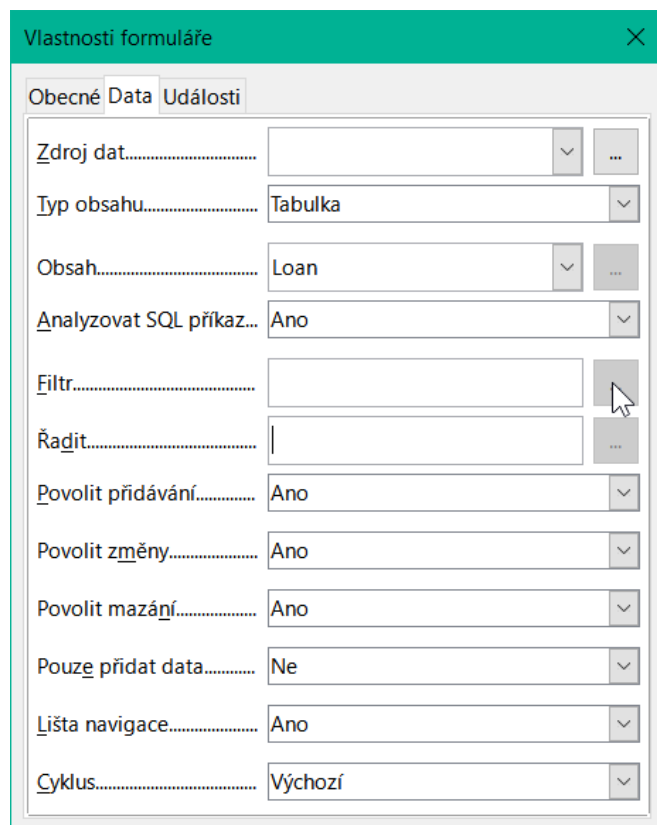 Vlastnosti formuláře
Obecné Data Události
Zdroj dat............................... ...
Typ obsahu........................... Tabulka
Obsah...................................... Loan ...
Analyzovat SQL příkaz... Ano
Filtr...........................................
Řadit....................................... ...
Povolit přidávání.............. Ano
Povolit změny..................... Ano
Povolit mazání................... Ano
Pouze přidat data............ Ne
Lišta navigace..................... Ano
Cyklus...................................... Výchozí